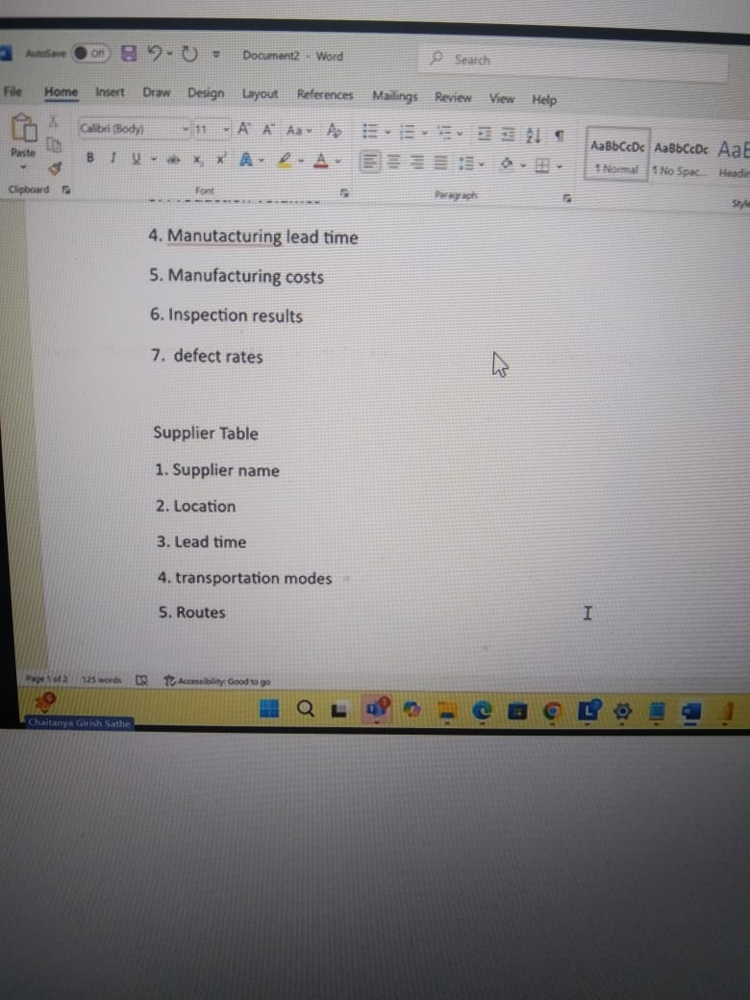 AutoSave Off Document2 - Word Search
File Home Insert Draw Design Layout References Mailings Review View Help
Paste Calibri (Body) 11 A A Aa A AaBbCcDc AaBbCcDc AaB
B I U ab x x A A ¶ Normal ¶ No Spac... Headin
Clipboard Font Paragraph Style
4. Manutacturing lead time
5. Manufacturing costs
6. Inspection results
7. defect rates
Supplier Table
1. Supplier name
2. Location
3. Lead time
4. transportation modes
5. Routes
Page 1 of 2 125 words Accessibility: Good to go
Chaitanya Girish Sathe